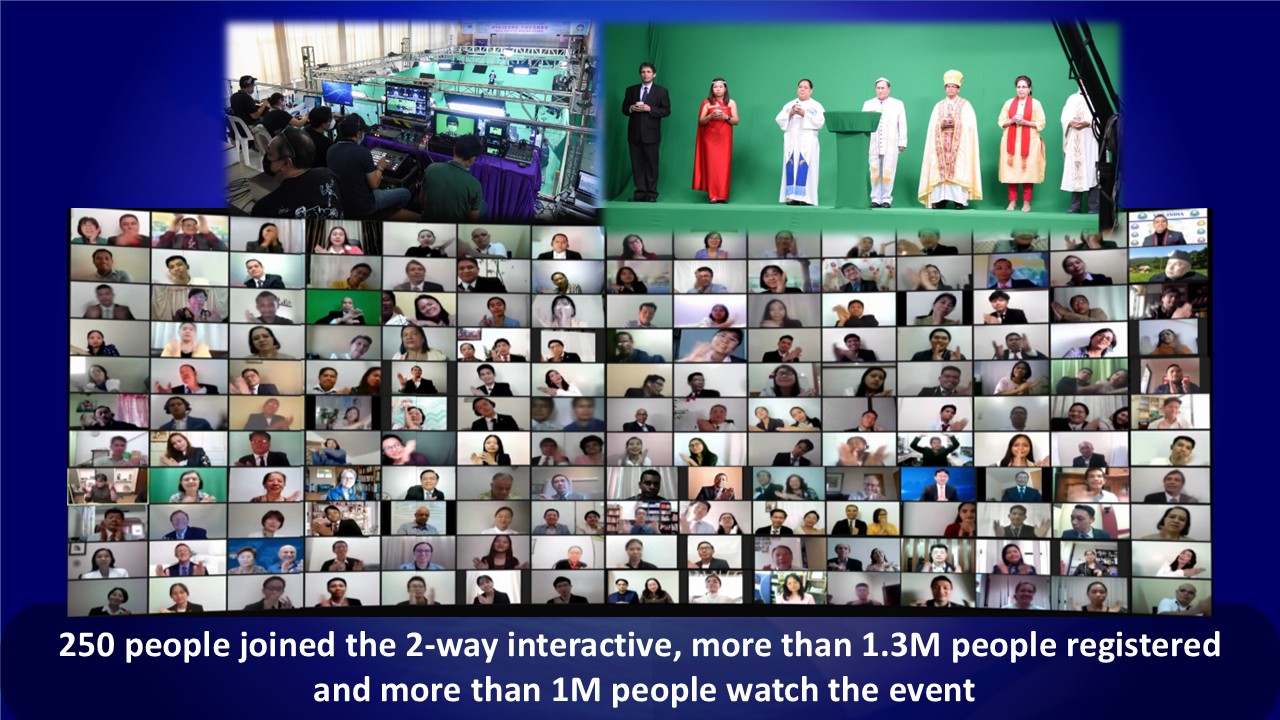 INDIA
250 people joined the 2-way interactive, more than 1.3M people registered
and more than 1M people watch the event